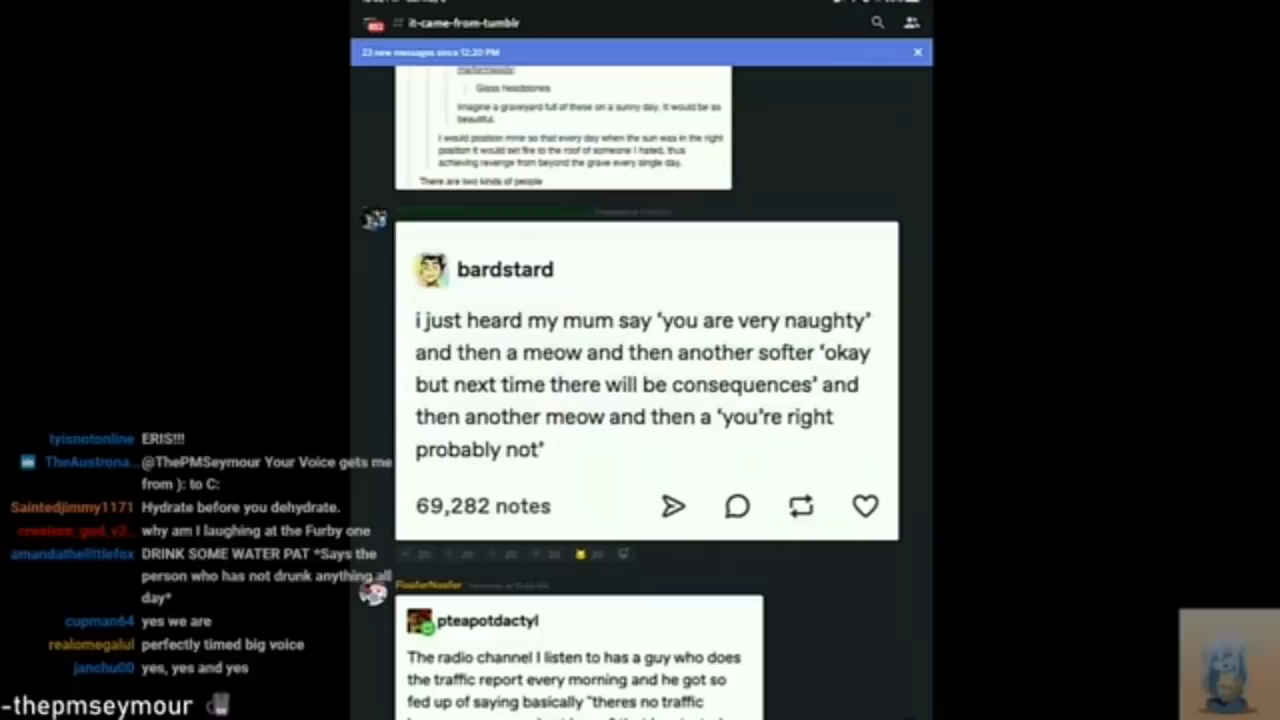 # it-came-from-tumblr
23 new messages since 12:20 PM
Glass headstones
Imagine a graveyard full of these on a sunny day. It would be so
beautiful.
I would position mine so that every day when the sun was in the right
position it would set fire to the roof of someone I hated, thus
achieving revenge from beyond the grave every single day.
There are two kinds of people
bardstard
i just heard my mum say ‘you are very naughty’
and then a meow and then another softer ‘okay
but next time there will be consequences’ and
then another meow and then a ‘you’re right
probably not’
69,282 notes
FlooferNoofer
pteapotdactyl
The radio channel I listen to has a guy who does
the traffic report every morning and he got so
fed up of saying basically "theres no traffic
tyisnotonline ERIS!!!
TheAustrona... @ThePMSeymour Your Voice gets me
from ): to C:
Saintedjimmy1171 Hydrate before you dehydrate.
why am I laughing at the Furby one
amandathelittlefox DRINK SOME WATER PAT *Says the
person who has not drunk anything all
day*
cupman64 yes we are
realomegalul perfectly timed big voice
janchu00 yes, yes and yes
-thepmseymour